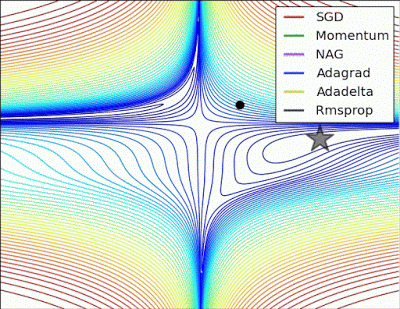 SGD
Momentum
NAG
Adagrad
Adadelta
Rmsprop